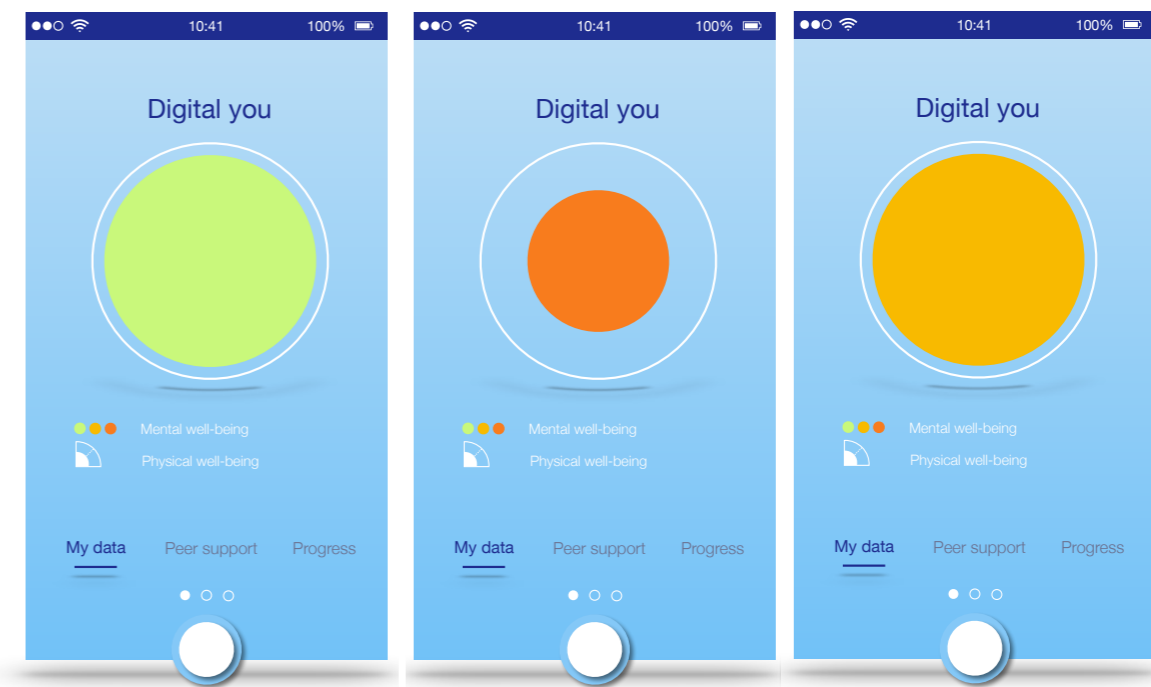 10:41 100%
Digital you
Mental well-being
Physical well-being
My data Peer support Progress
10:41 100%
Digital you
Mental well-being
Physical well-being
My data Peer support Progress
10:41 100%
Digital you
Mental well-being
Physical well-being
My data Peer support Progress